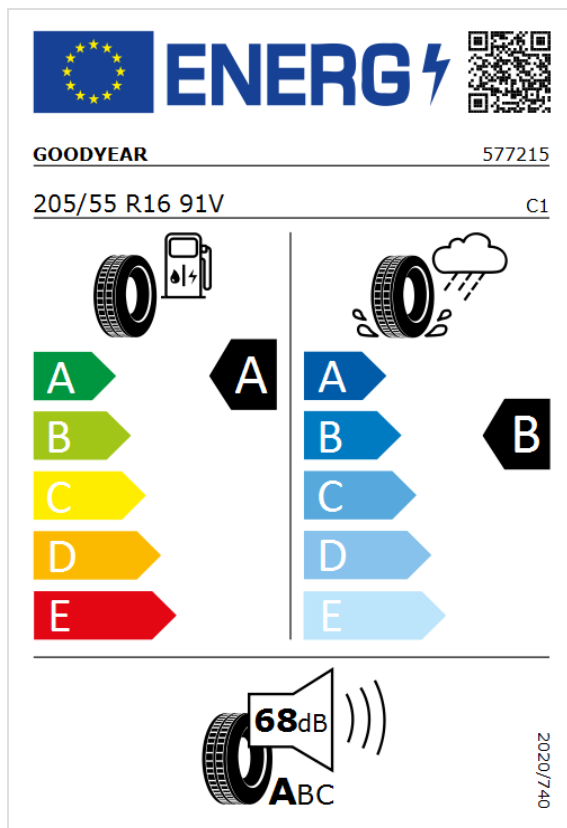 ENERG
GOODYEAR 577215
205/55 R16 91V C1
A A
B
C
D
E
A
B B
C
D
E
68dB
ABC
2020/740